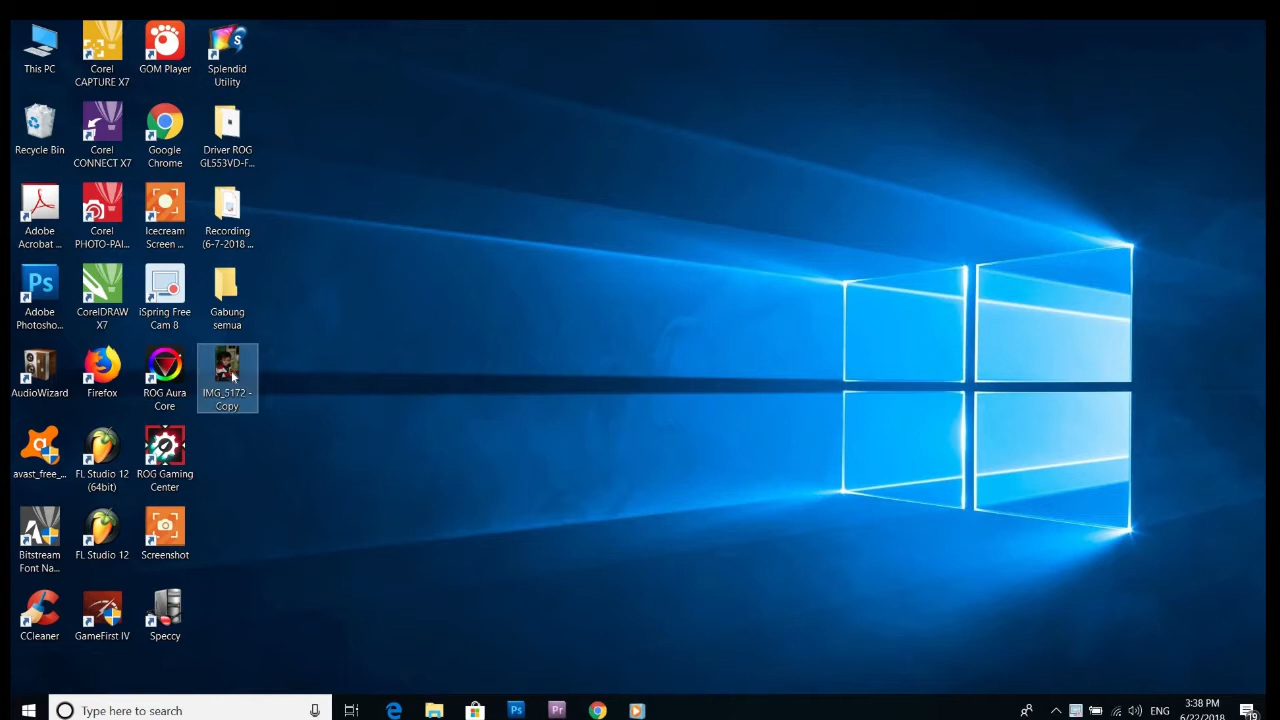 This PC
Corel
CAPTURE X7
GOM Player
Splendid
Utility
Recycle Bin
Corel
CONNECT X7
Google
Chrome
Driver ROG
GL553VD-F...
Adobe
Acrobat ...
Corel
PHOTO-PAI...
Icecream
Screen ...
Recording
(6-7-2018 ...
Ps
Adobe
Photosho...
CorelDRAW
X7
iSpring Free
Cam 8
Gabung
semua
AudioWizard
Firefox
ROG Aura
Core
IMG_5172 -
Copy
avast_free_...
FL Studio 12
(64bit)
ROG Gaming
Center
Bitstream
Font Na...
FL Studio 12
Screenshot
CCleaner
GameFirst IV
Speccy
Type here to search
Ps
Pr
ENG
3:38 PM
6/22/2018
19